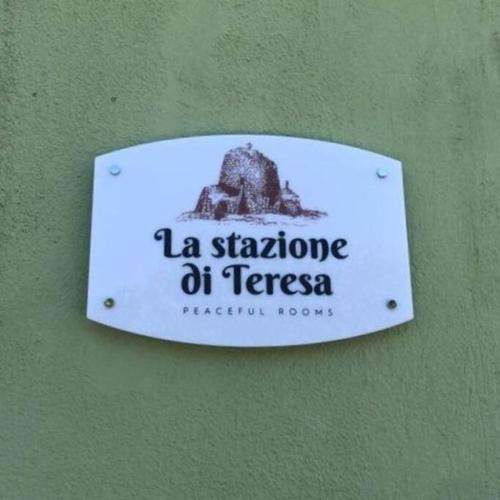 La stazione
di Teresa
PEACEFUL ROOMS